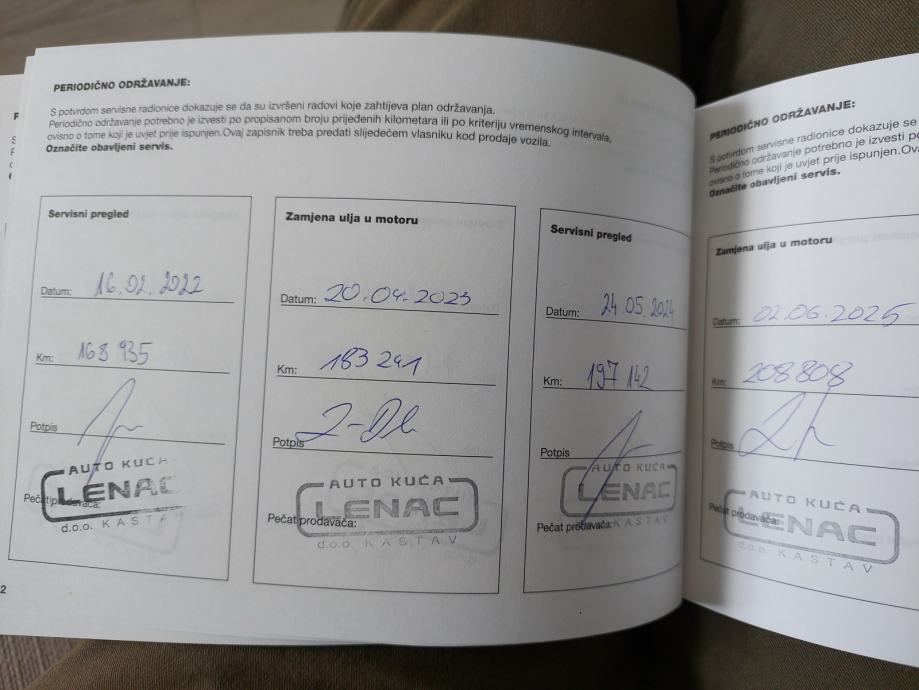 PERIODIČNO ODRŽAVANJE:
S potvrdom servisne radionice dokazuje se da su izvršeni radovi koje zahtijeva plan održavanja.
Periodično održavanje potrebno je izvesti po propisanom broju prijeđenih kilometara ili po kriteriju vremenskog intervala,
ovisno o tome koji je uvjet prije ispunjen.Ovaj zapisnik treba predati slijedećem vlasniku kod prodaje vozila.
Označite obavljeni servis.
Servisni pregled
Datum: 16.02.2022
Km: 168 935
Potpis
Pečat prodavača:
AUTO KUĆA
LENAC
d.o.o. KASTA
Zamjena ulja u motoru
Datum: 20.04.2023
Km: 183 241
Potpis
Pečat prodavača:
AUTO KUĆA
LENAC
d.o.o. KASTAV
Servisni pregled
Datum: 24.05.2024
Km: 197 142
Potpis
Pečat prodavača:
AUTO KUĆA
LENAC
KASTAV
2
PERIODIČNO ODRŽAVANJE:
S potvrdom servisne radionice dokazuje se
Periodično održavanje potrebno je izvesti po
ovisno o tome koji je uvjet prije ispunjen.Ova
Označite obavljeni servis.
Zamjena ulja u motoru
Datum: 02.06.2025
Km: 208 808
Potpis
Pečat prodavača:
AUTO KUĆA
LENAC
d.o.o. KASTAV